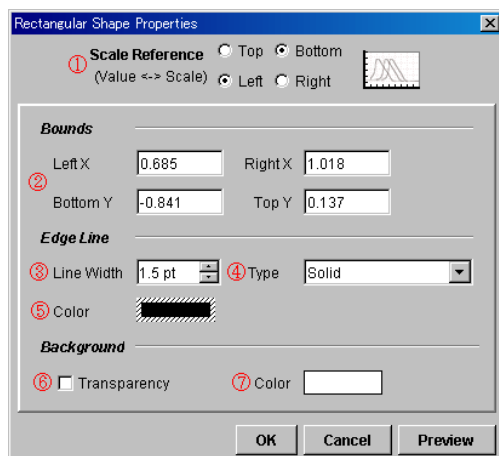 Rectangular Shape Properties
① Scale Reference Top Bottom
(Value <-> Scale) Left Right
Bounds
② Left X 0.685 Right X 1.018
Bottom Y -0.841 Top Y 0.137
Edge Line
③ Line Width 1.5 pt ④ Type Solid
⑤ Color
Background
⑥ Transparency ⑦ Color
OK Cancel Preview